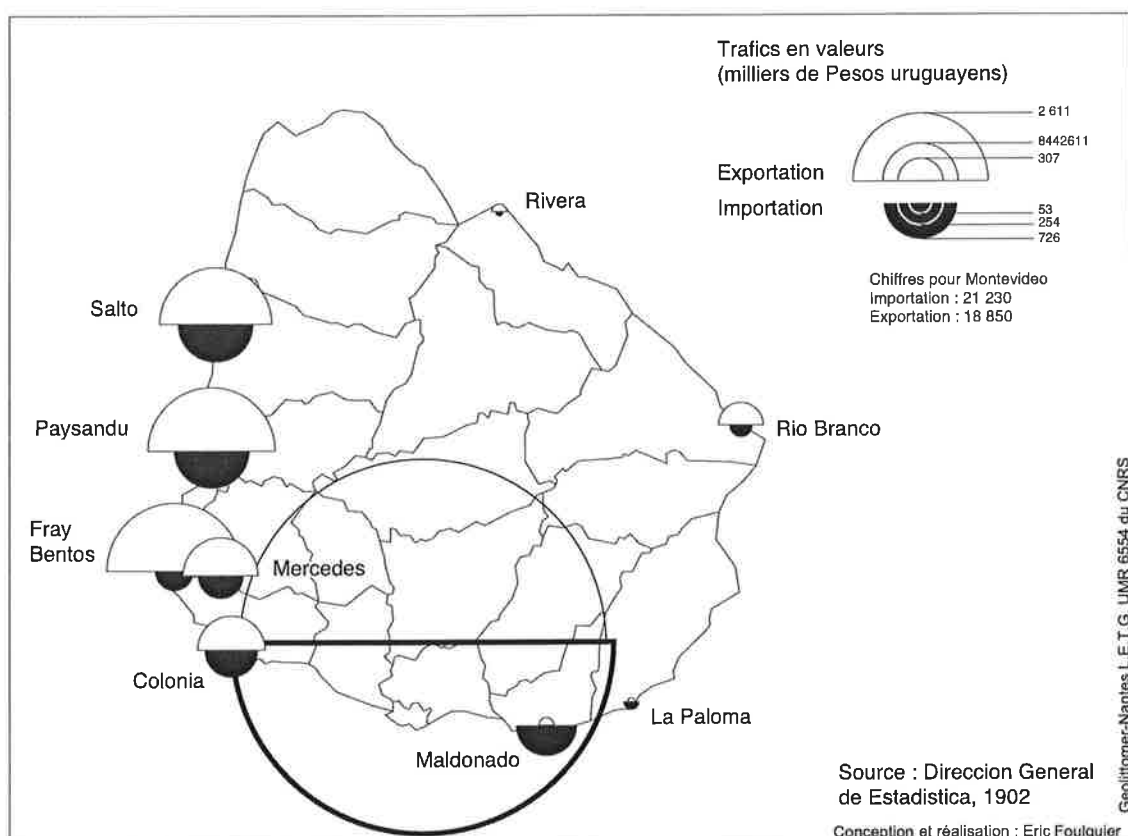 Trafics en valeurs
(milliers de Pesos uruguayens)
2 611
8442611
307
Exportation
Importation
53
254
726
Chiffres pour Montevideo
Importation : 21 230
Exportation : 18 850
Rivera
Salto
Paysandu
Rio Branco
Fray
Bentos
Mercedes
Colonia
La Paloma
Maldonado
Source : Direccion General
de Estadistica, 1902
Conception et réalisation : Eric Foulquier
Geolittomer-Nantes L.E.T.G. UMR 6554 du CNRS